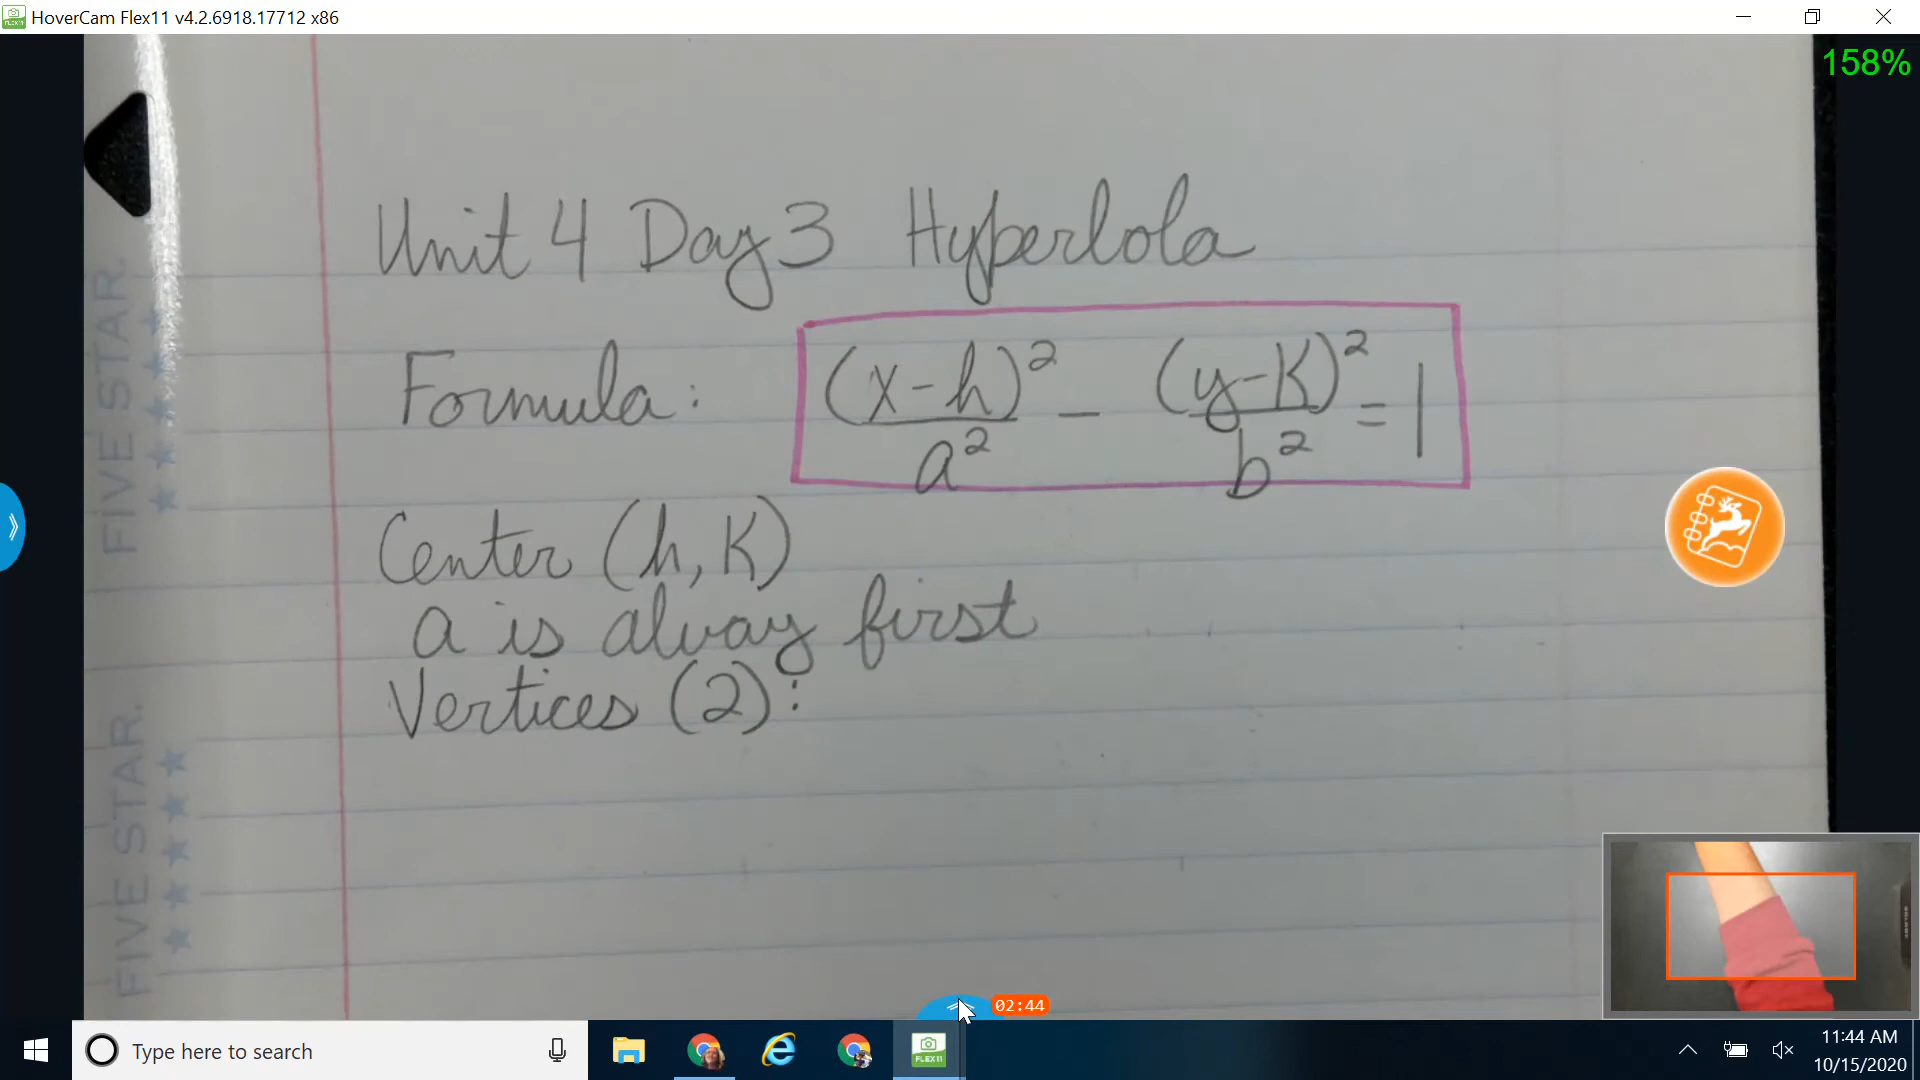 HoverCam Flex11 v4.2.6918.17712 x86
158%
Unit 4 Day 3 Hyperbola
Formula: (x-h)²/a² - (y-K)²/b² = 1
Center (h, K)
a is alway first
Vertices (2):
FIVE STAR.
FIVE STAR.
02:44
Type here to search
FLEX11
11:44 AM
10/15/2020